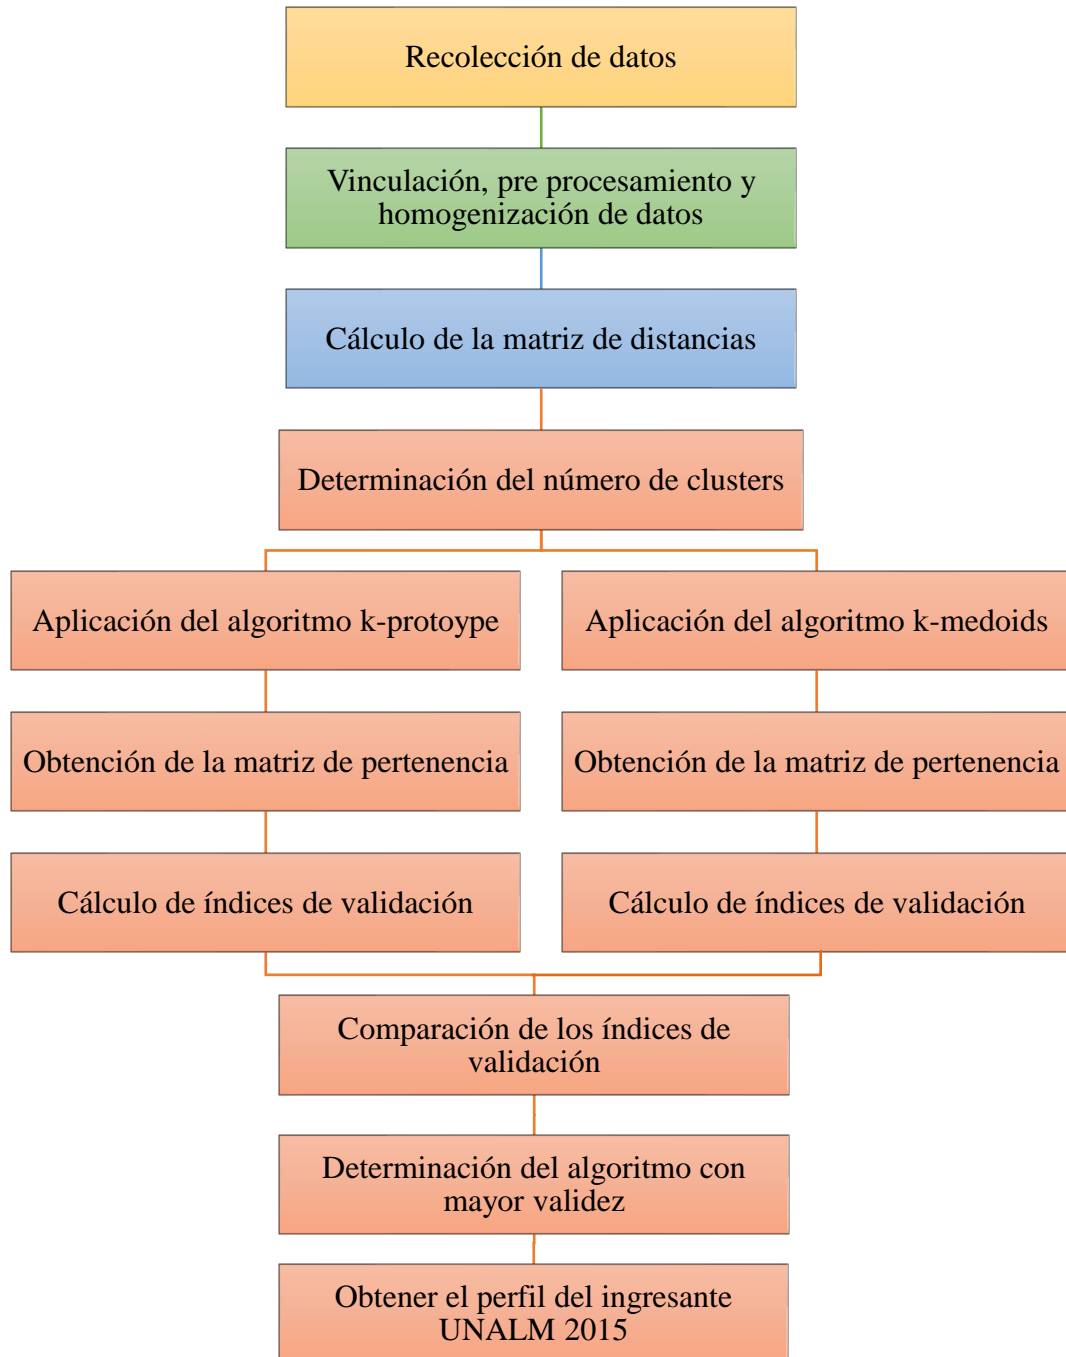 Recolección de datos
Vinculación, pre procesamiento y
homogenización de datos
Cálculo de la matriz de distancias
Determinación del número de clusters
Aplicación del algoritmo k-protoype
Aplicación del algoritmo k-medoids
Obtención de la matriz de pertenencia
Obtención de la matriz de pertenencia
Cálculo de índices de validación
Cálculo de índices de validación
Comparación de los índices de
validación
Determinación del algoritmo con
mayor validez
Obtener el perfil del ingresante
UNALM 2015